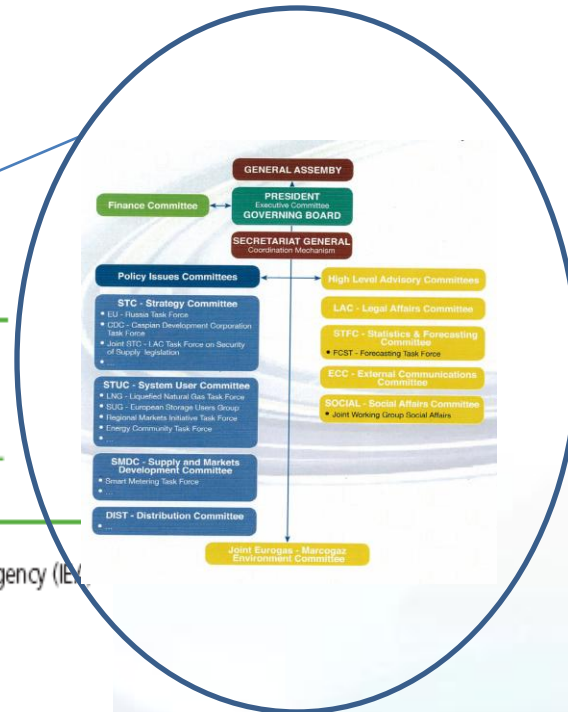 GENERAL ASSEMBY
Finance Committee
PRESIDENT
Executive Committee
GOVERNING BOARD
SECRETARIAT GENERAL
Coordination Mechanism
Policy Issues Committees
STC - Strategy Committee
• EU - Russia Task Force
• CDC - Caspian Development Corporation
Task Force
• Joint STC - LAC Task Force on Security
of Supply legislation
• ...
STUC - System User Committee
• LNG - Liquefied Natural Gas Task Force
• SUG - European Storage Users Group
• Regional Markets Initiative Task Force
• Energy Community Task Force
• ...
SMDC - Supply and Markets
Development Committee
• Smart Metering Task Force
• ...
DIST - Distribution Committee
• ...
High Level Advisory Committees
LAC - Legal Affairs Committee
STFC - Statistics & Forecasting
Committee
• FCST - Forecasting Task Force
ECC - External Communications
Committee
SOCIAL - Social Affairs Committee
• Joint Working Group Social Affairs
Joint Eurogas - Marcogaz
Environment Committee
gency (IEA